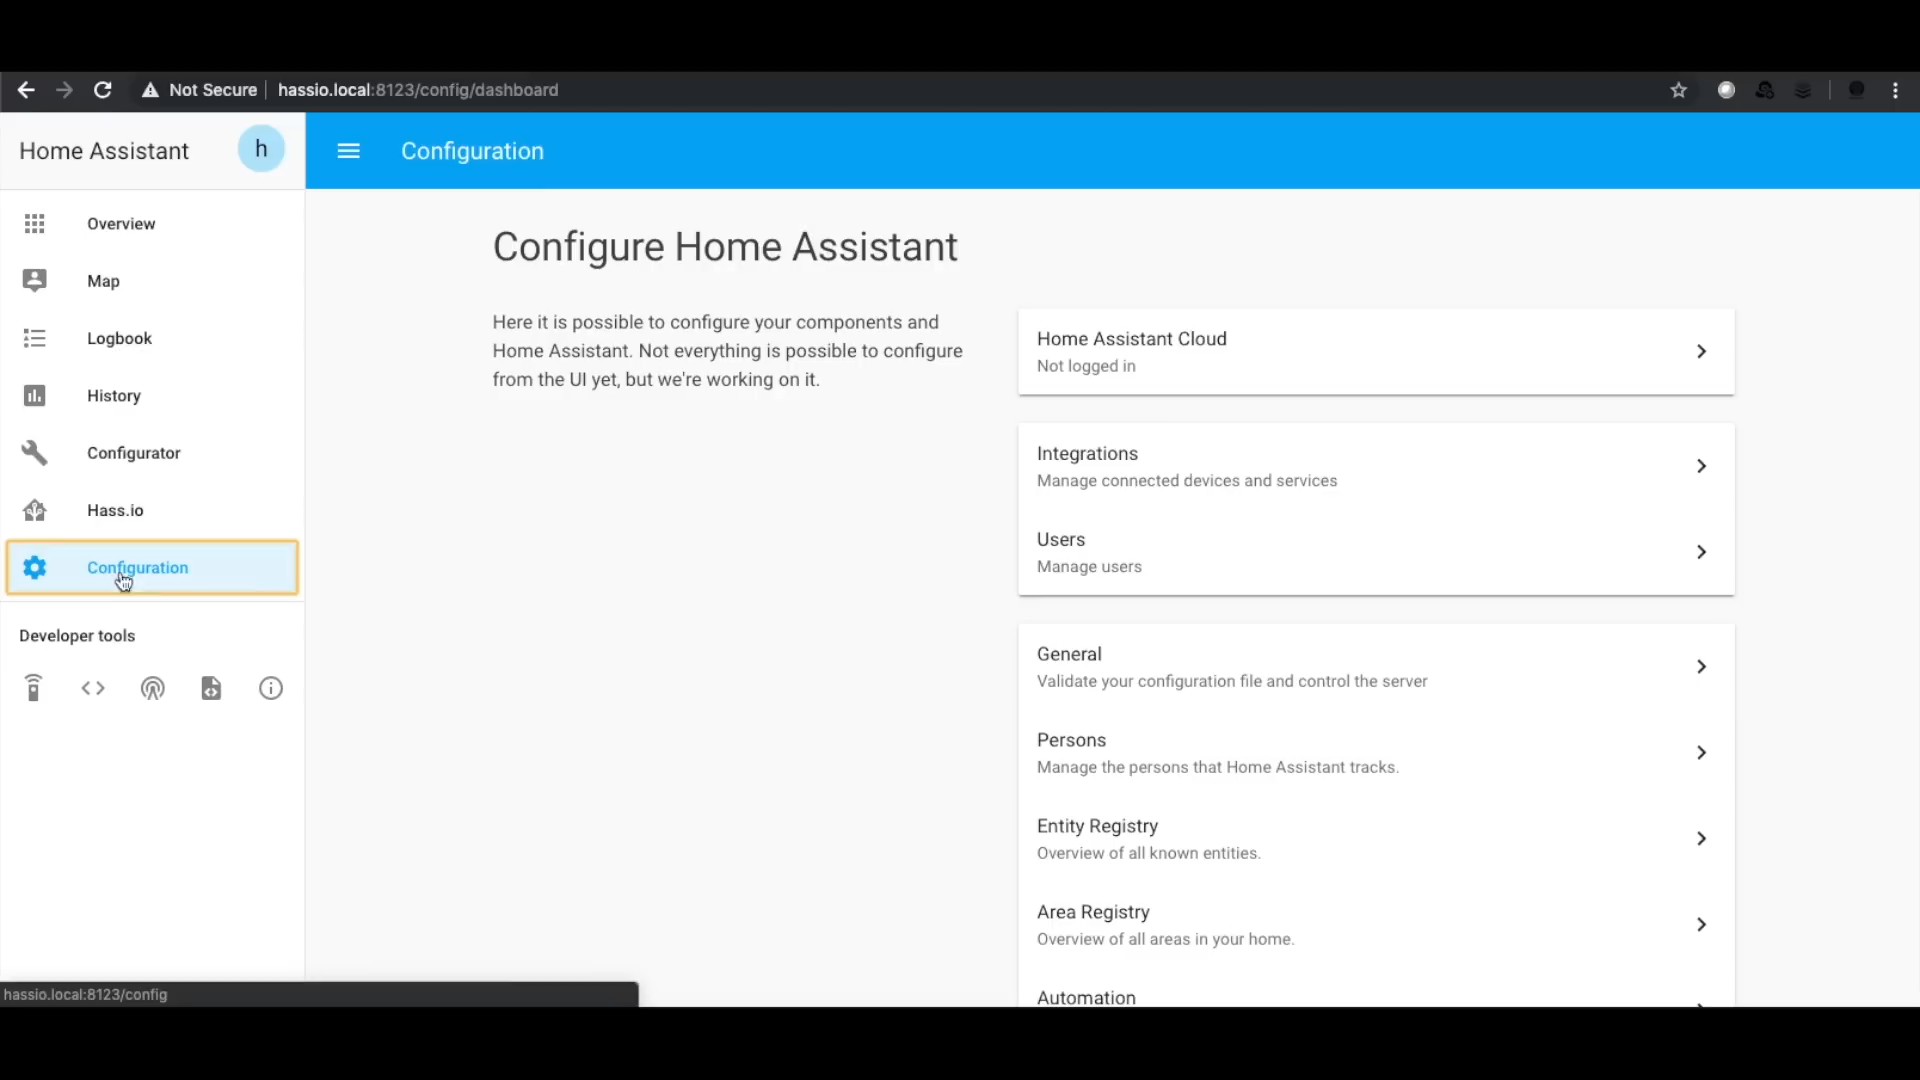 Not Secure hassio.local:8123/config/dashboard
Home Assistant
h
Configuration
Overview
Map
Logbook
History
Configurator
Hass.io
Configuration
Developer tools
Configure Home Assistant
Here it is possible to configure your components and
Home Assistant. Not everything is possible to configure
from the UI yet, but we're working on it.
Home Assistant Cloud
Not logged in
Integrations
Manage connected devices and services
Users
Manage users
General
Validate your configuration file and control the server
Persons
Manage the persons that Home Assistant tracks.
Entity Registry
Overview of all known entities.
Area Registry
Overview of all areas in your home.
Automation
hassio.local:8123/config